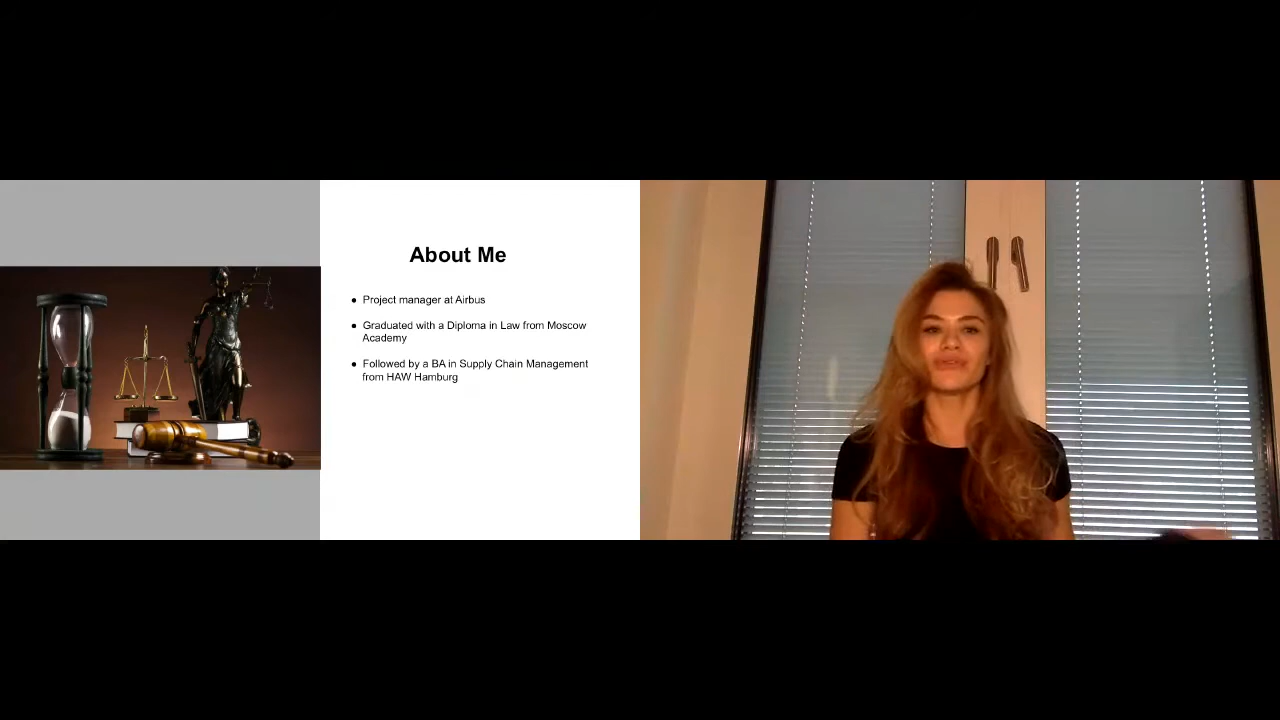 About Me
● Project manager at Airbus
● Graduated with a Diploma in Law from Moscow
Academy
● Followed by a BA in Supply Chain Management
from HAW Hamburg